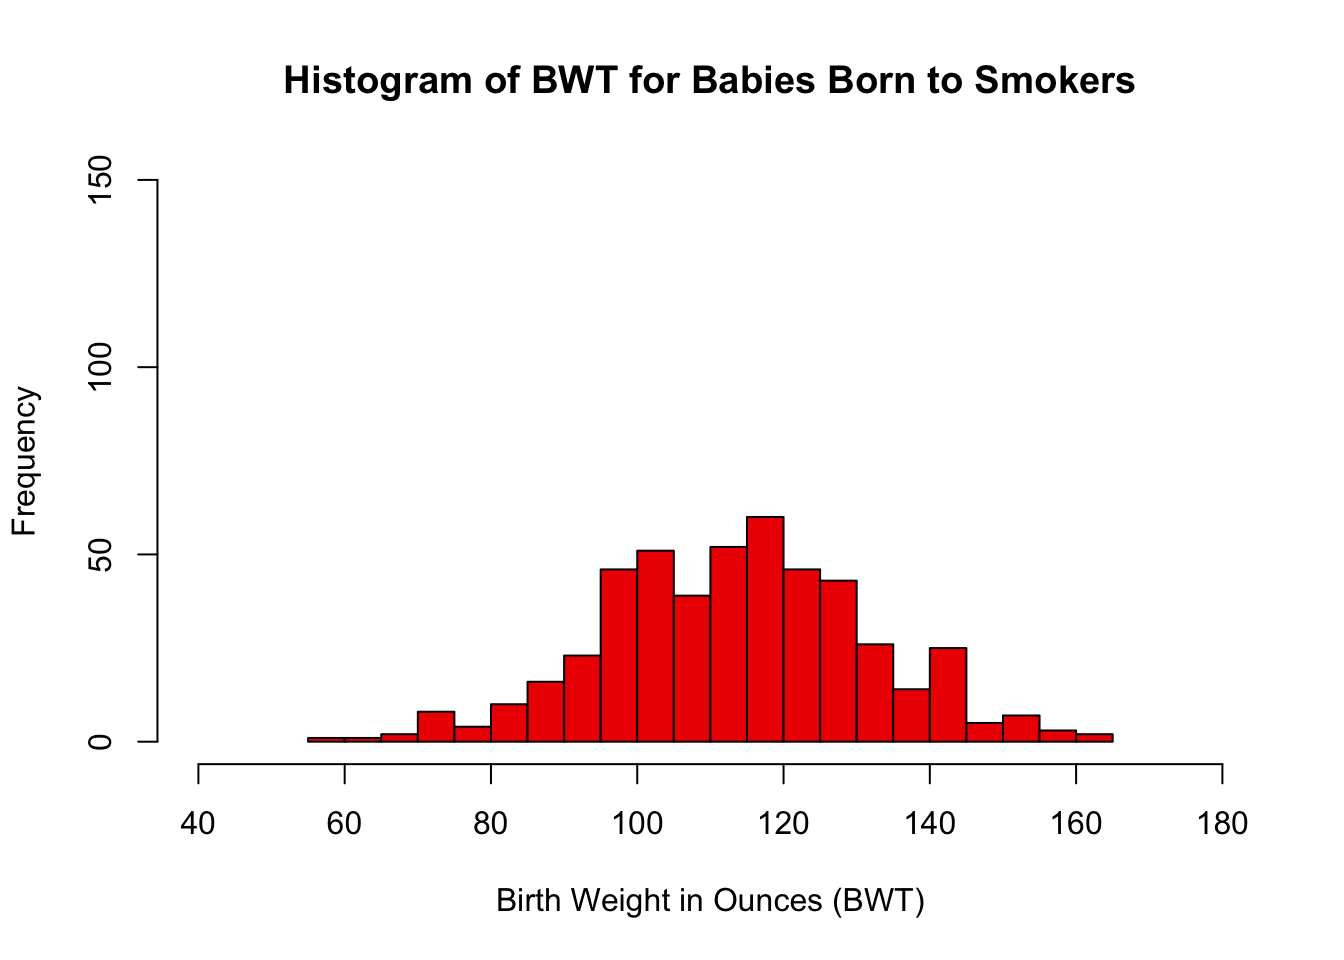 Histogram of BWT for Babies Born to Smokers
Frequency
150
100
50
0
40 60 80 100 120 140 160 180
Birth Weight in Ounces (BWT)